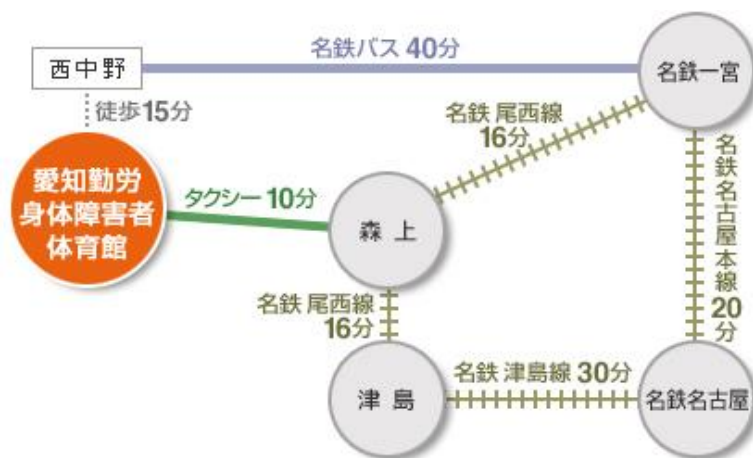 名鉄バス 40分
西中野
名鉄一宮
徒歩15分
名鉄 尾西線
16分
愛知勤労
身体障害者
体育館
タクシー 10分
森上
名鉄名古屋本線20分
名鉄 尾西線
16分
津島
名鉄 津島線 30分
名鉄名古屋